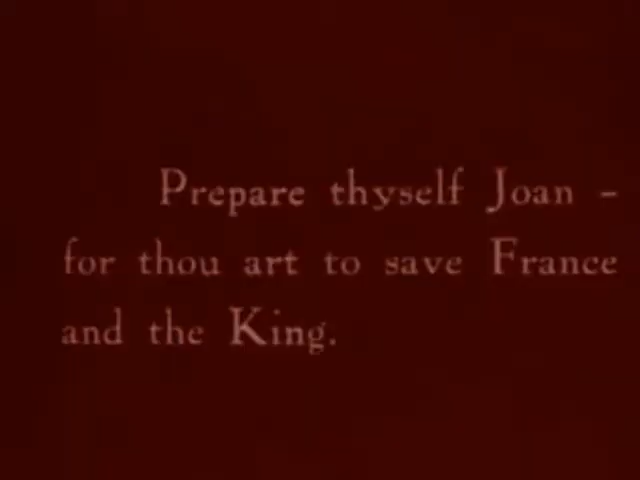 Prepare thyself Joan –
for thou art to save France
and the King.